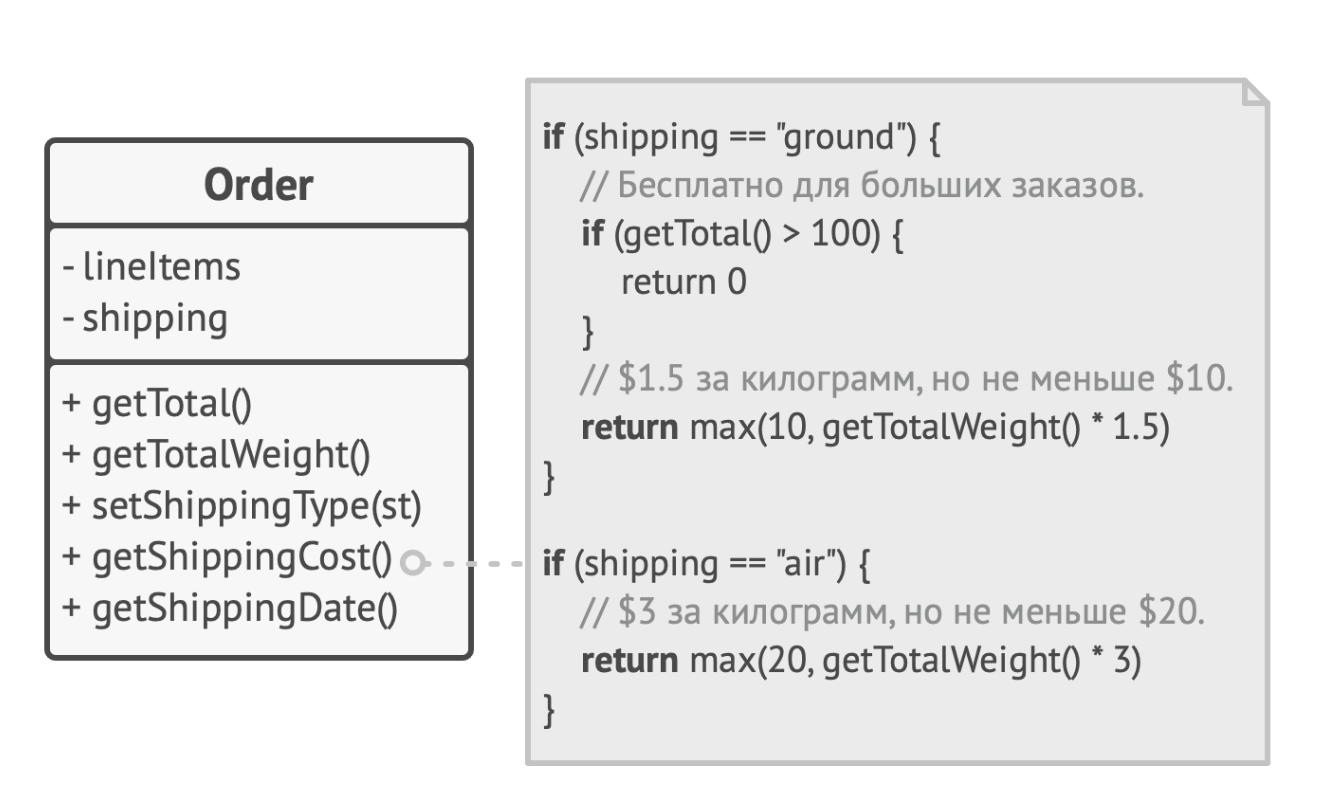 Order
- lineItems
- shipping
+ getTotal()
+ getTotalWeight()
+ setShippingType(st)
+ getShippingCost()
+ getShippingDate()
if (shipping == "ground") {
// Бесплатно для больших заказов.
if (getTotal() > 100) {
return 0
}
// $1.5 за килограмм, но не меньше $10.
return max(10, getTotalWeight() * 1.5)
}
if (shipping == "air") {
// $3 за килограмм, но не меньше $20.
return max(20, getTotalWeight() * 3)
}